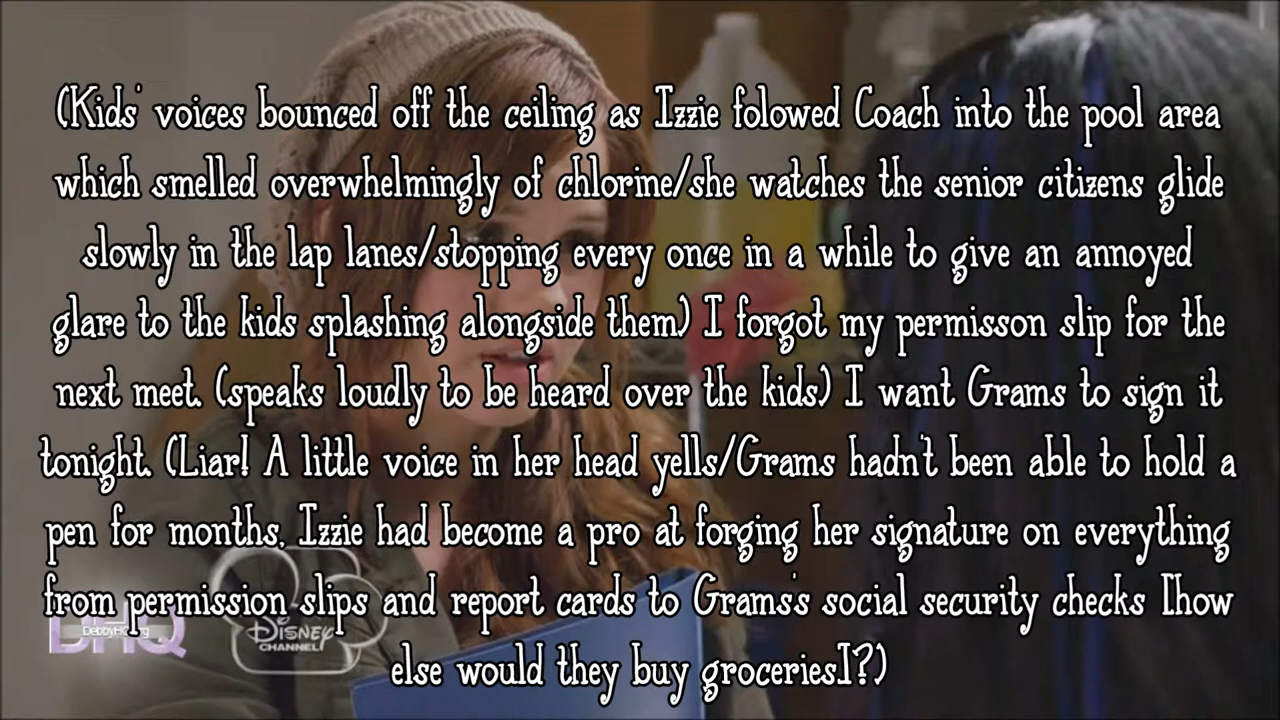 (Kids' voices bounced off the ceiling as Izzie folowed Coach into the pool area
which smelled overwhelmingly of chlorine/she watches the senior citizens glide
slowly in the lap lanes/stopping every once in a while to give an annoyed
glare to the kids splashing alongside them) I forgot my permisson slip for the
next meet. (speaks loudly to be heard over the kids) I want Grams to sign it
tonight. (Liar! A little voice in her head yells/Grams hadn't been able to hold a
pen for months, Izzie had become a pro at forging her signature on everything
from permission slips and report cards to Grams's social security checks [how
else would they buy groceries.]?)
DHQ
DebbyHQ.org
Disney
CHANNEL